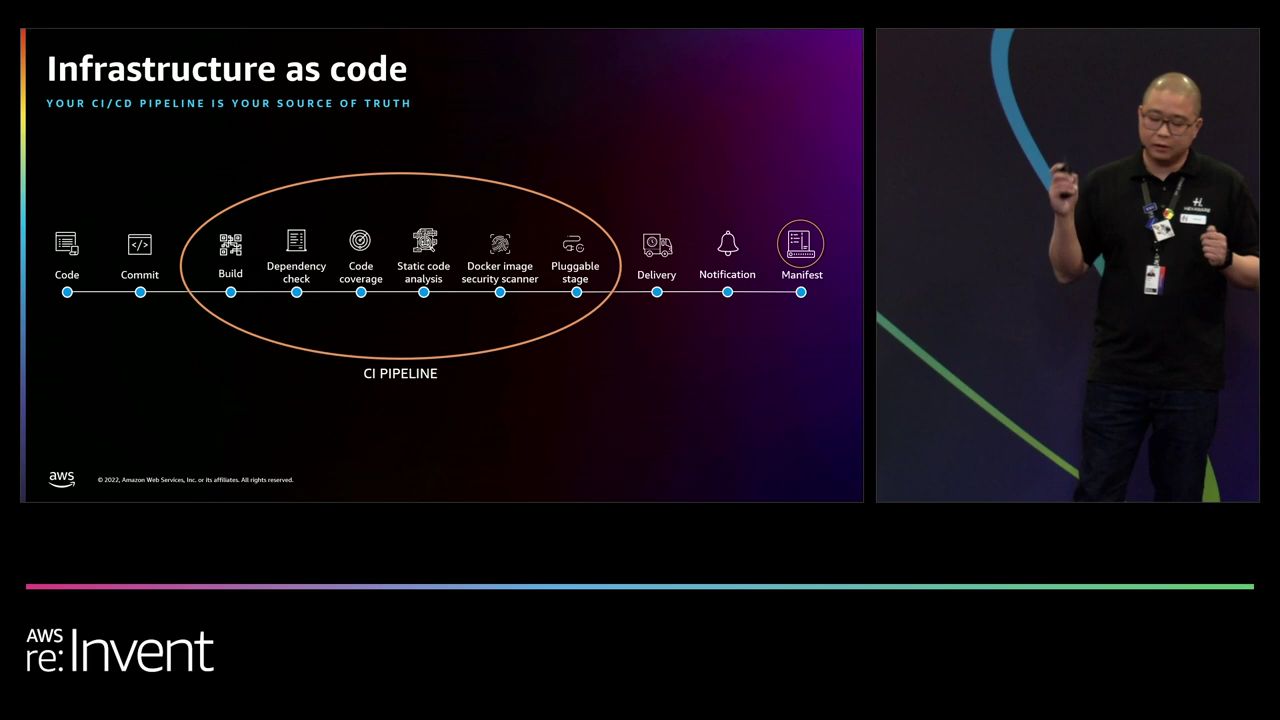 Infrastructure as code
YOUR CI/CD PIPELINE IS YOUR SOURCE OF TRUTH
Code
Commit
Build
Dependency
check
Code
coverage
Static code
analysis
Docker image
security scanner
Pluggable
stage
Delivery
Notification
Manifest
CI PIPELINE
aws
© 2022, Amazon Web Services, Inc. or its affiliates. All rights reserved.
HEXAWARE
AWS
re:Invent